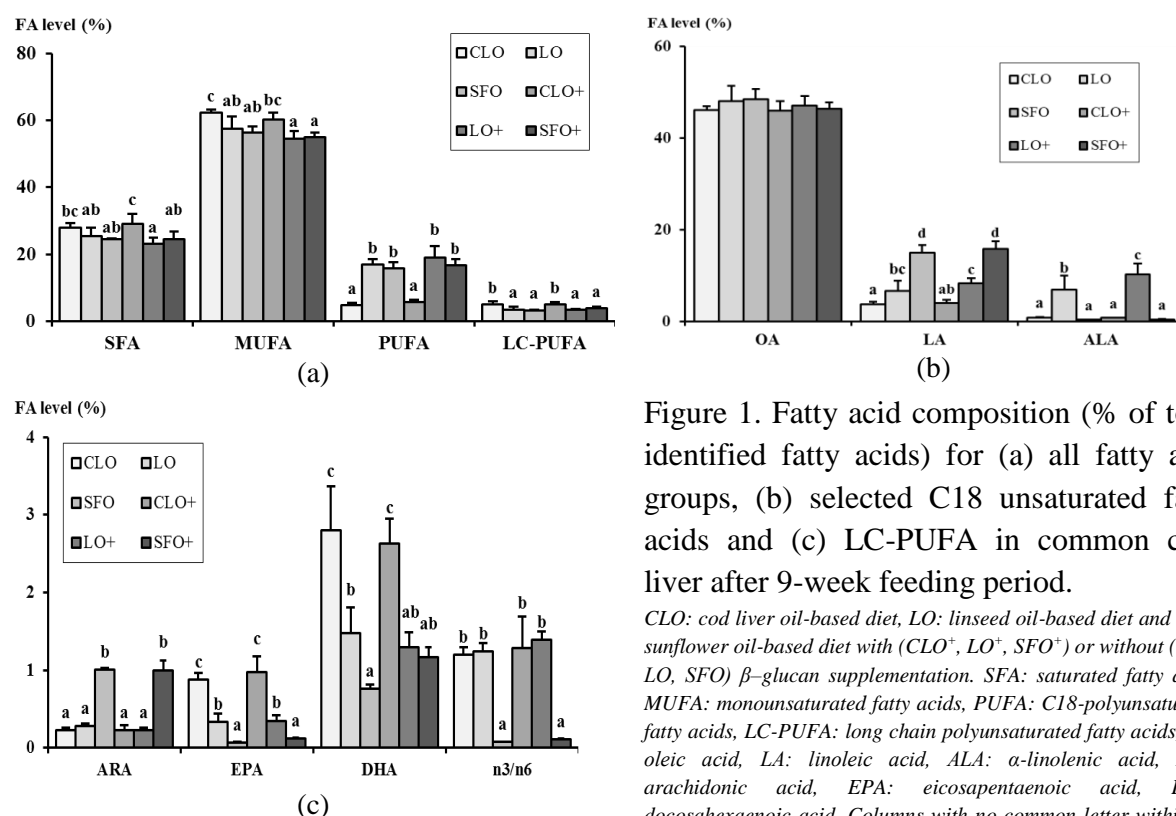 FA level (%)
80
60
40
20
0
CLO LO
SFO CLO+
LO+ SFO+
bc ab ab c a ab
c ab ab bc a a
a b b a b b
b a a b a a
SFA MUFA PUFA LC-PUFA
(a)
FA level (%)
60
40
20
0
CLO LO
SFO CLO+
LO+ SFO+
a bc d ab c d
a b a a c a
OA LA ALA
(b)
FA level (%)
4
3
2
1
0
CLO LO
SFO CLO+
LO+ SFO+
a a b a a b
c b a c b a
c b a c ab ab
b b a b b a
ARA EPA DHA n3/n6
(c)
Figure 1. Fatty acid composition (% of
identified fatty acids) for (a) all fatty
groups, (b) selected C18 unsaturated
acids and (c) LC-PUFA in common
liver after 9-week feeding period.
CLO: cod liver oil-based diet, LO: linseed oil-based diet and
sunflower oil-based diet with (CLO⁺, LO⁺, SFO⁺) or without (
LO, SFO) β–glucan supplementation. SFA: saturated fatty
MUFA: monounsaturated fatty acids, PUFA: C18-polyunsatu
fatty acids, LC-PUFA: long chain polyunsaturated fatty acids
oleic acid, LA: linoleic acid, ALA: α-linolenic acid,
arachidonic acid, EPA: eicosapentaenoic acid,
docosahexaenoic acid. Columns with no common letter within